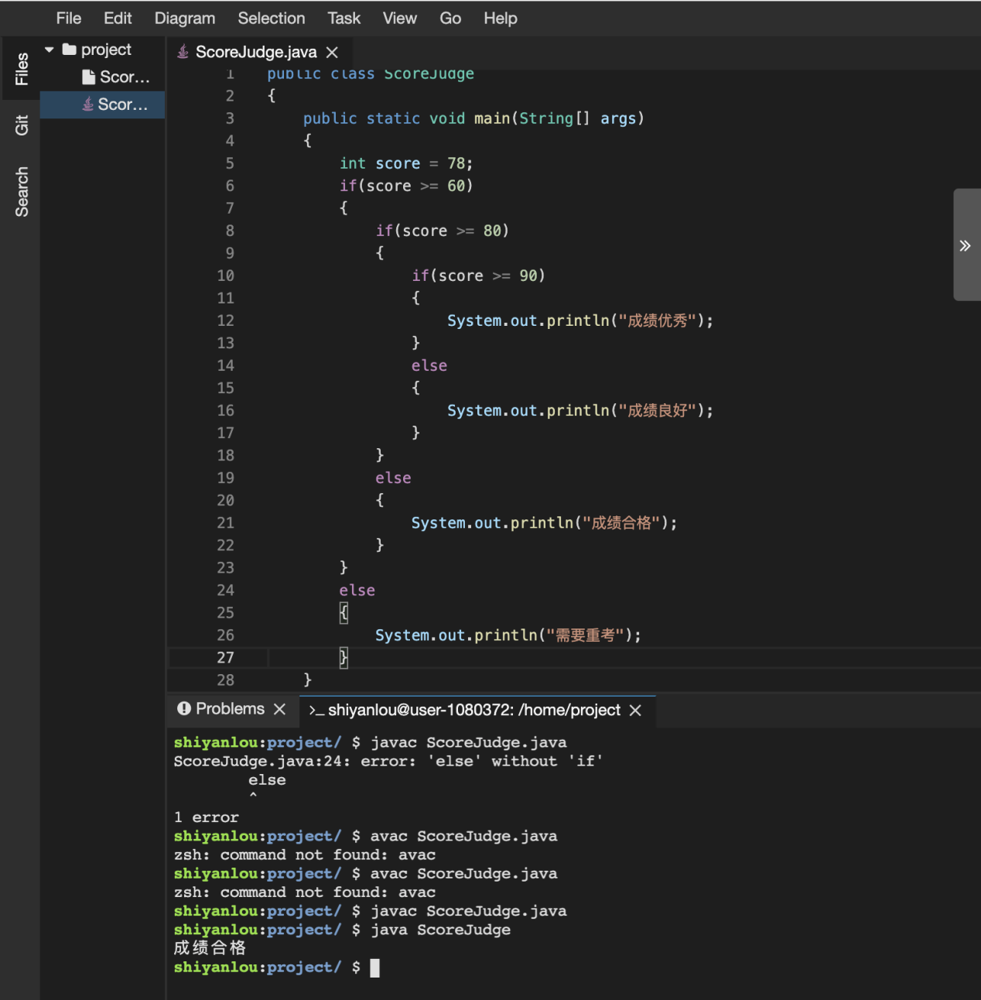 File Edit Diagram Selection Task View Go Help
Files
Git
Search
project
Scor...
Scor...
ScoreJudge.java
1 public class ScoreJudge
2 {
3 public static void main(String[] args)
4 {
5 int score = 78;
6 if(score >= 60)
7 {
8 if(score >= 80)
9 {
10 if(score >= 90)
11 {
12 System.out.println("成绩优秀");
13 }
14 else
15 {
16 System.out.println("成绩良好");
17 }
18 }
19 else
20 {
21 System.out.println("成绩合格");
22 }
23 }
24 else
25 {
26 System.out.println("需要重考");
27 }
28 }
Problems >_ shiyanlou@user-1080372: /home/project
shiyanlou:project/ $ javac ScoreJudge.java
ScoreJudge.java:24: error: 'else' without 'if'
else
^
1 error
shiyanlou:project/ $ avac ScoreJudge.java
zsh: command not found: avac
shiyanlou:project/ $ avac ScoreJudge.java
zsh: command not found: avac
shiyanlou:project/ $ javac ScoreJudge.java
shiyanlou:project/ $ java ScoreJudge
成绩合格
shiyanlou:project/ $